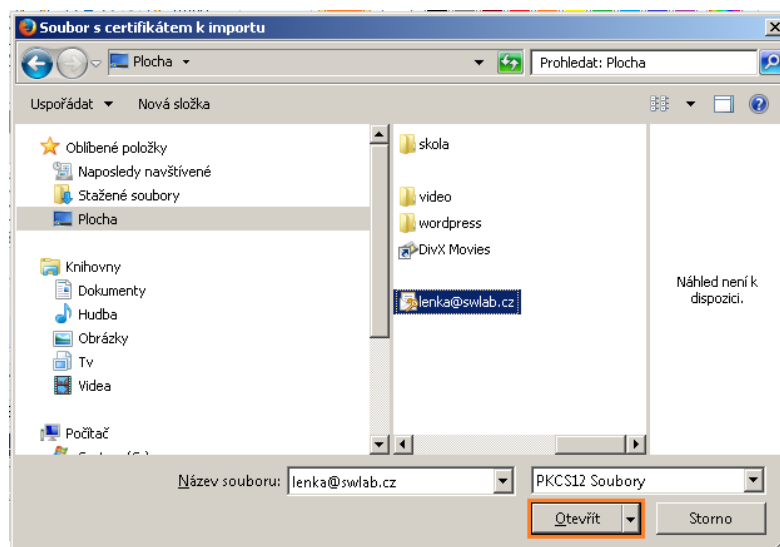 Soubor s certifikátem k importu
Plocha
Prohledat: Plocha
Uspořádat
Nová složka
Oblíbené položky
Naposledy navštívené
Stažené soubory
Plocha
Knihovny
Dokumenty
Hudba
Obrázky
Tv
Videa
Počítač
skola
video
wordpress
DivX Movies
lenka@swlab.cz
Náhled není k
dispozici.
Název souboru:
lenka@swlab.cz
PKCS12 Soubory
Otevřít
Storno